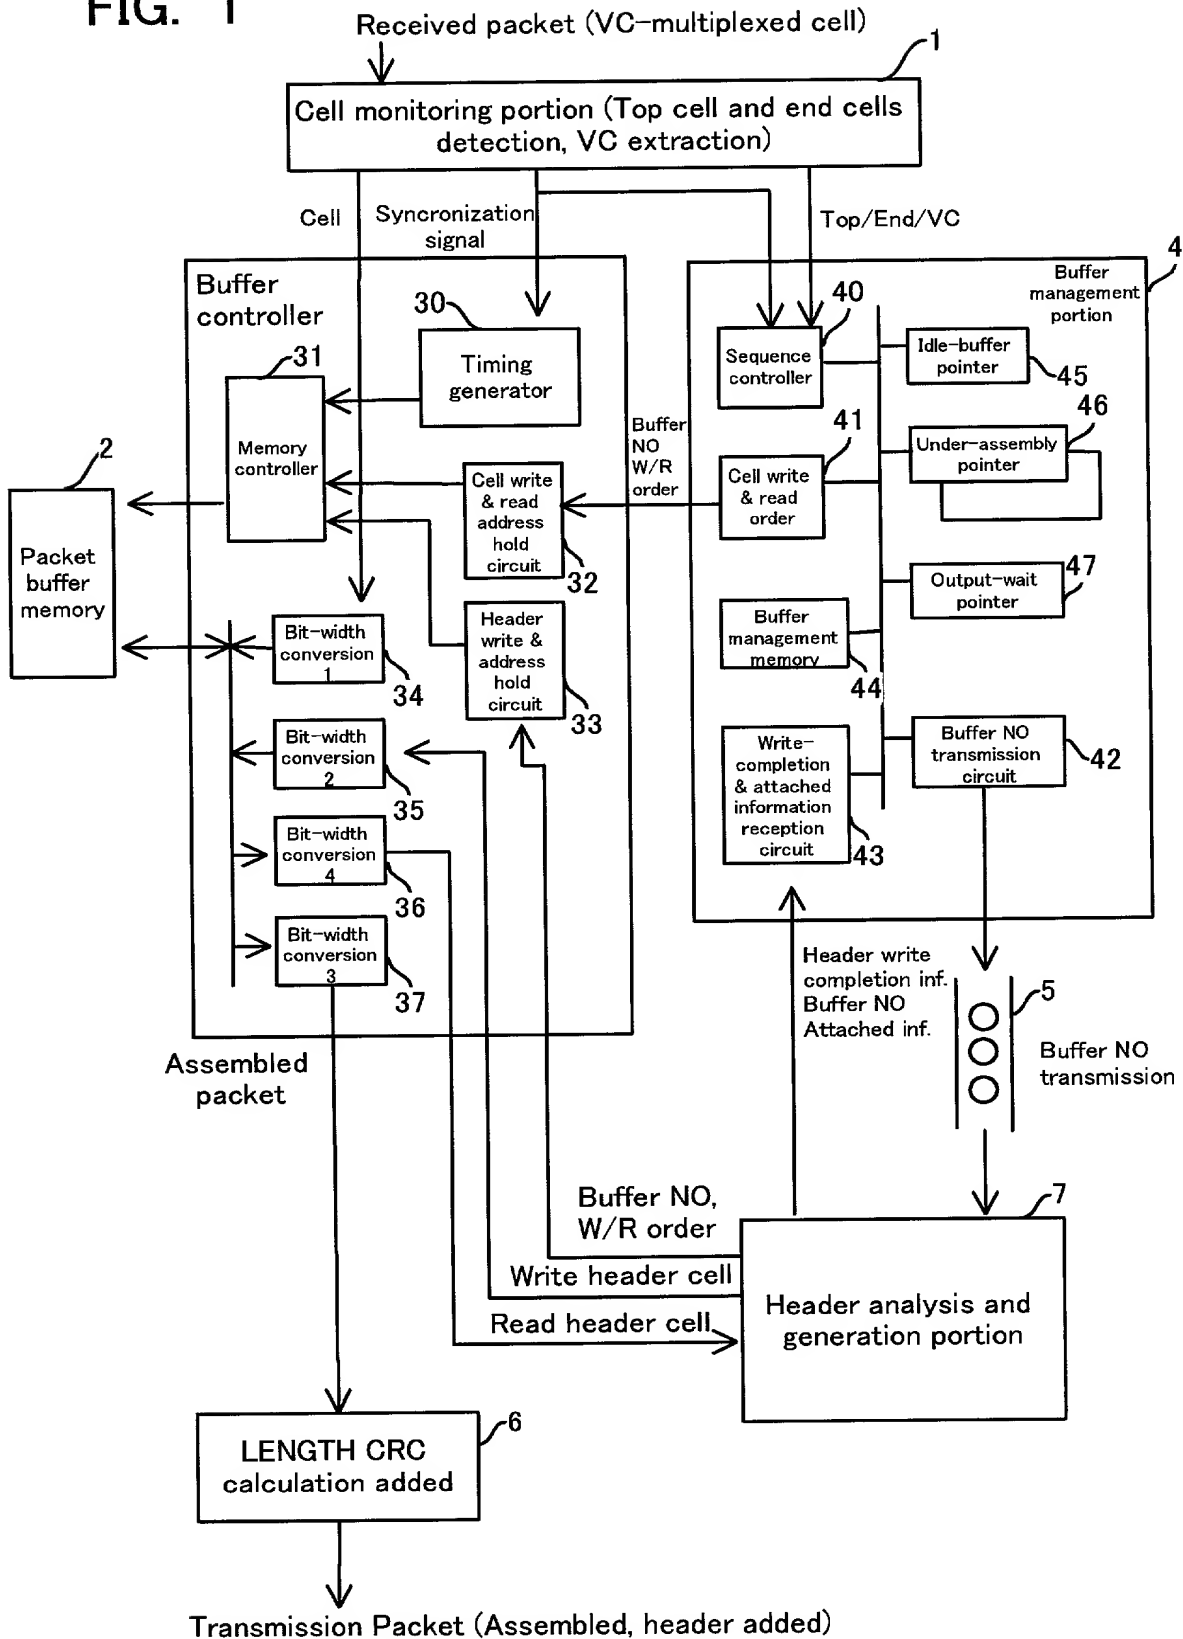 FIG. 1
Received packet (VC-multiplexed cell)
1
Cell monitoring portion (Top cell and end cells
detection, VC extraction)
Cell
Syncronization
signal
Top/End/VC
4
Buffer
controller
Buffer
management
portion
30
Timing
generator
31
Memory
controller
40
Sequence
controller
Idle-buffer
pointer
45
46
Under-assembly
pointer
41
Cell write
& read
order
Buffer
NO
W/R
order
Cell write
& read
address
hold
circuit
32
2
Packet
buffer
memory
Output-wait
pointer
47
Buffer
management
memory
44
Header
write &
address
hold
circuit
33
Bit-width
conversion
1
34
Bit-width
conversion
2
35
Bit-width
conversion
4
36
Bit-width
conversion
3
37
Write-
completion
& attached
information
reception
circuit
43
Buffer NO
transmission
circuit
42
Header write
completion inf.
Buffer NO
Attached inf.
5
Buffer NO
transmission
Assembled
packet
Buffer NO,
W/R order
Write header cell
Read header cell
7
Header analysis and
generation portion
6
LENGTH CRC
calculation added
Transmission Packet (Assembled, header added)